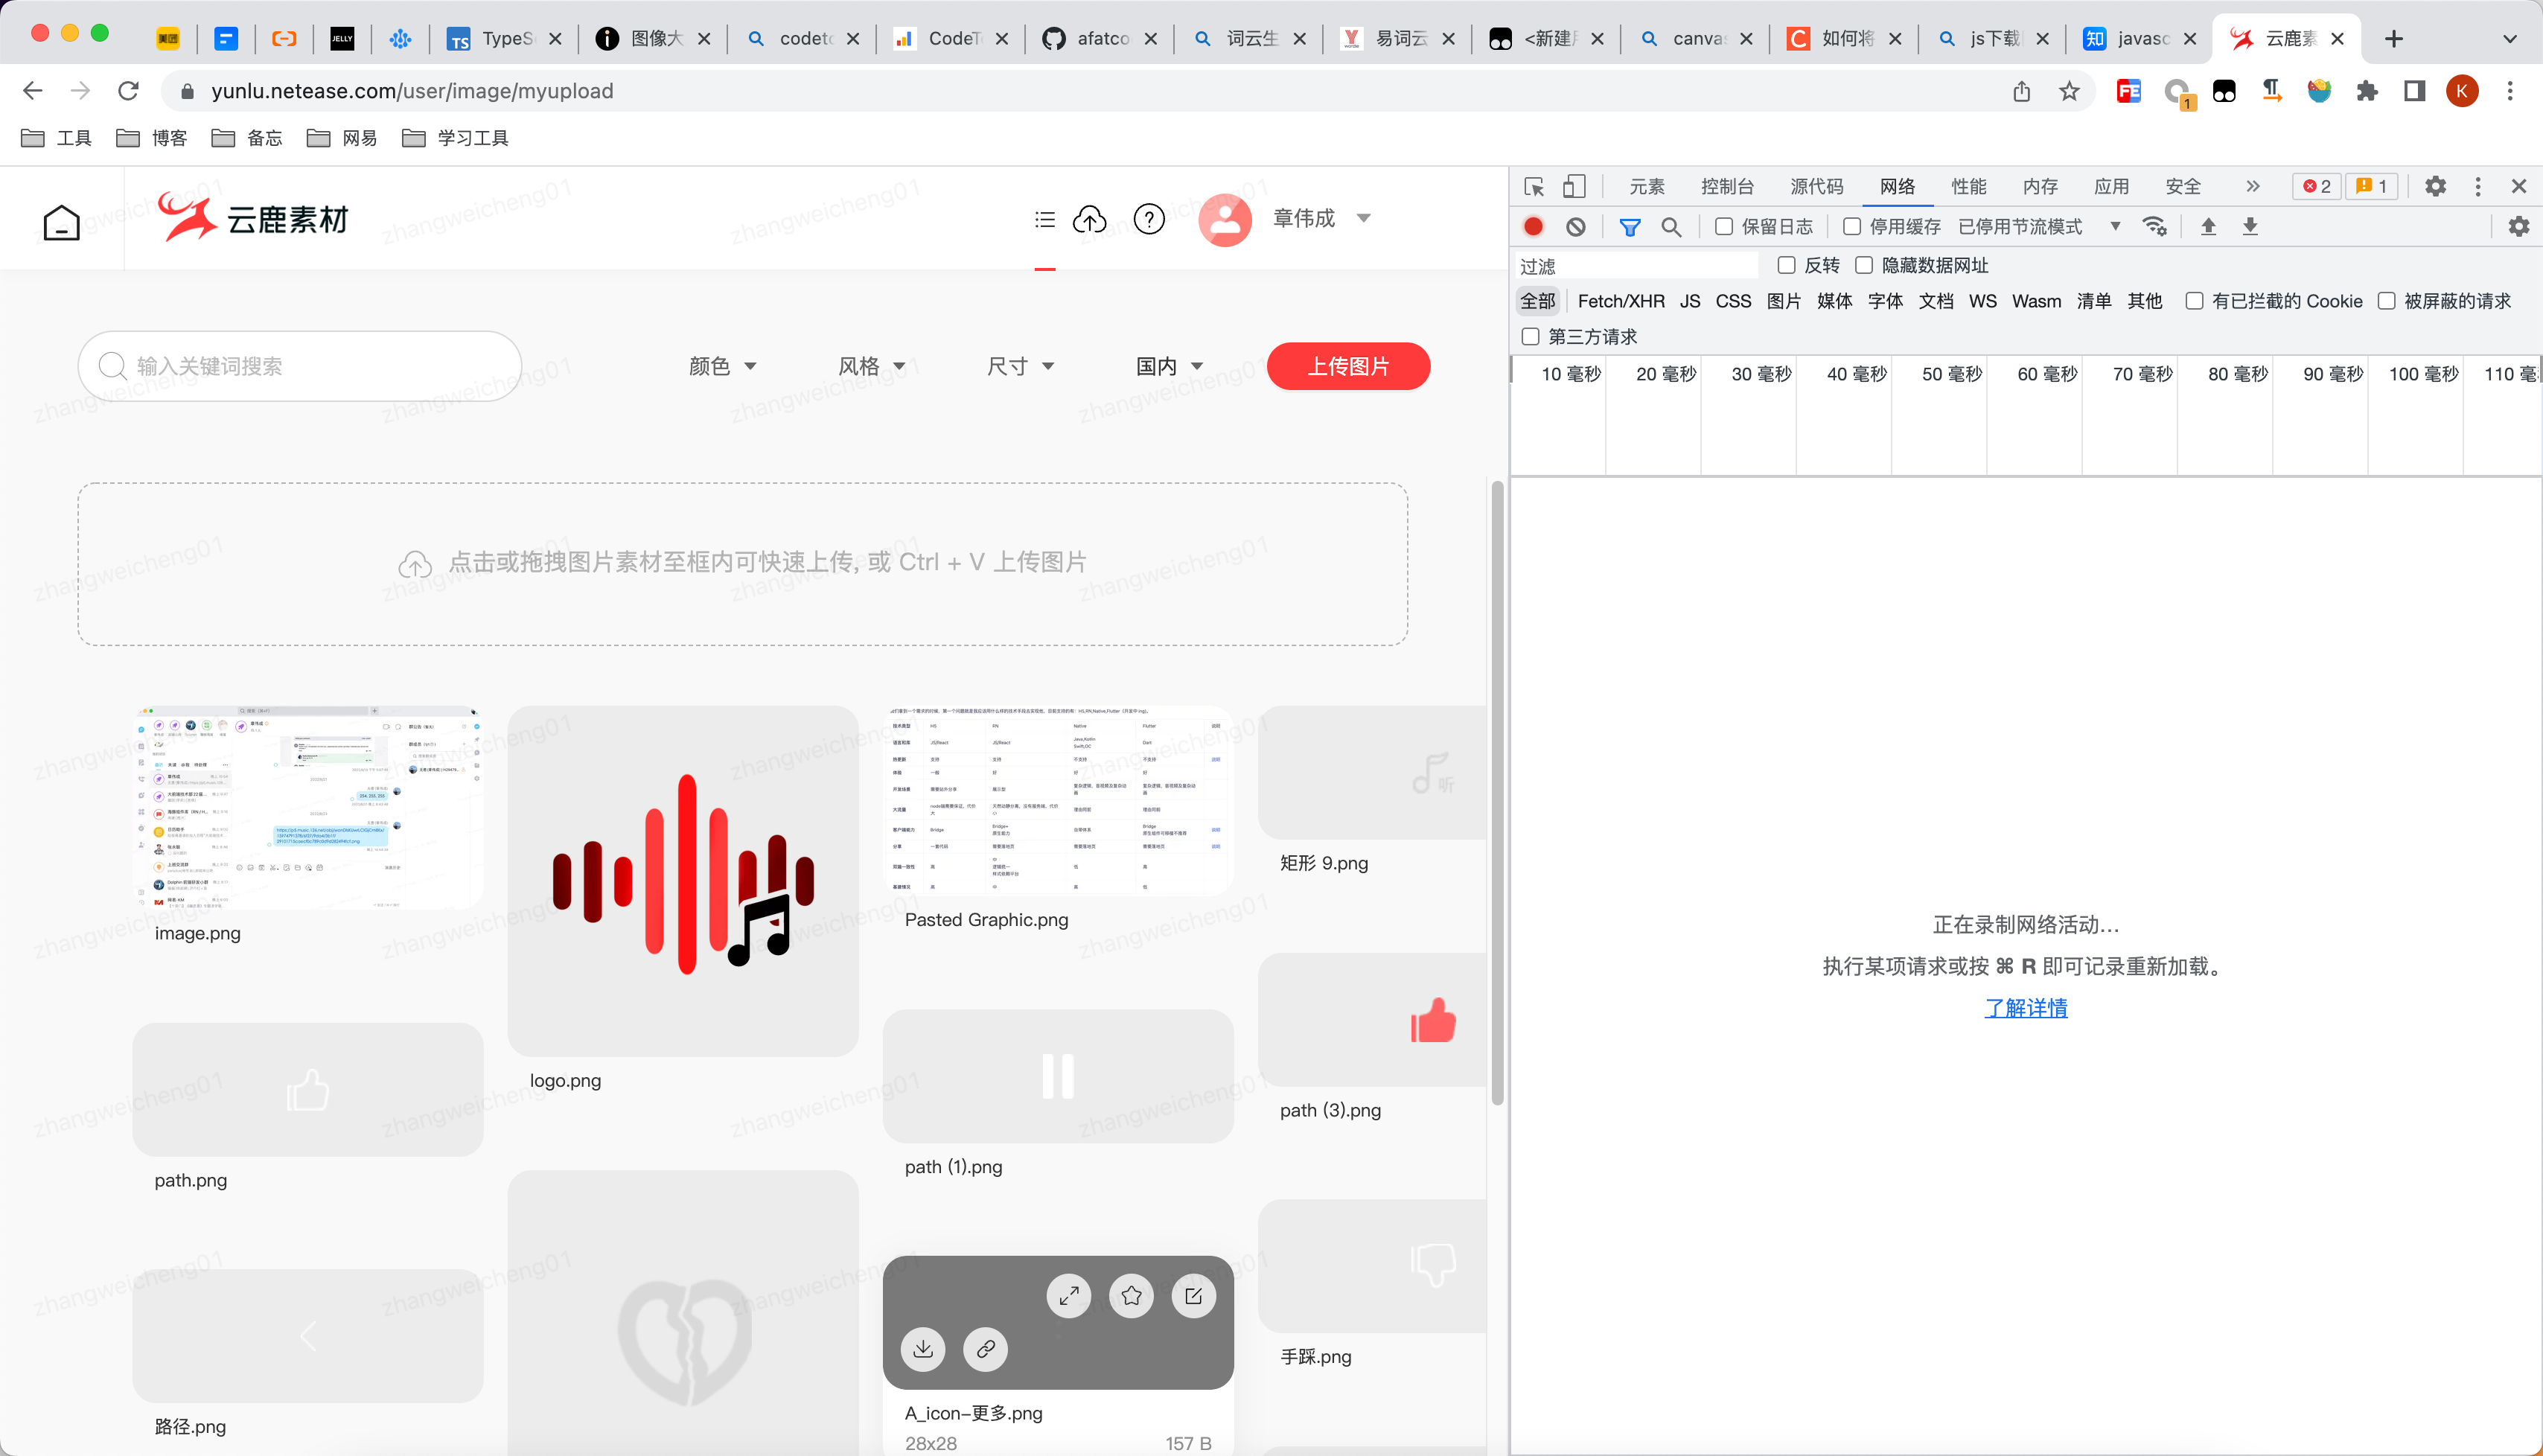 美团
JELLY
TS TypeS
图像大
codeto
CodeT
afatco
词云生
易词云
<新建
canvas
如何将
js下载
知 javasc
云鹿素
yunlu.netease.com/user/image/myupload
FE
1
K
工具 博客 备忘 网易 学习工具
云鹿素材
章伟成
输入关键词搜索
颜色 风格 尺寸 国内 上传图片
点击或拖拽图片素材至框内可快速上传, 或 Ctrl + V 上传图片
image.png
logo.png
Pasted Graphic.png
听
矩形 9.png
path.png
path (1).png
path (3).png
路径.png
A_icon-更多.png
28x28 157 B
手踩.png
zhangweicheng01
元素 控制台 源代码 网络 性能 内存 应用 安全 2 1
保留日志 停用缓存 已停用节流模式
过滤 反转 隐藏数据网址
全部 Fetch/XHR JS CSS 图片 媒体 字体 文档 WS Wasm 清单 其他 有已拦截的 Cookie 被屏蔽的请求
第三方请求
10 毫秒 20 毫秒 30 毫秒 40 毫秒 50 毫秒 60 毫秒 70 毫秒 80 毫秒 90 毫秒 100 毫秒 110 毫
正在录制网络活动…
执行某项请求或按 ⌘ R 即可记录重新加载。
了解详情